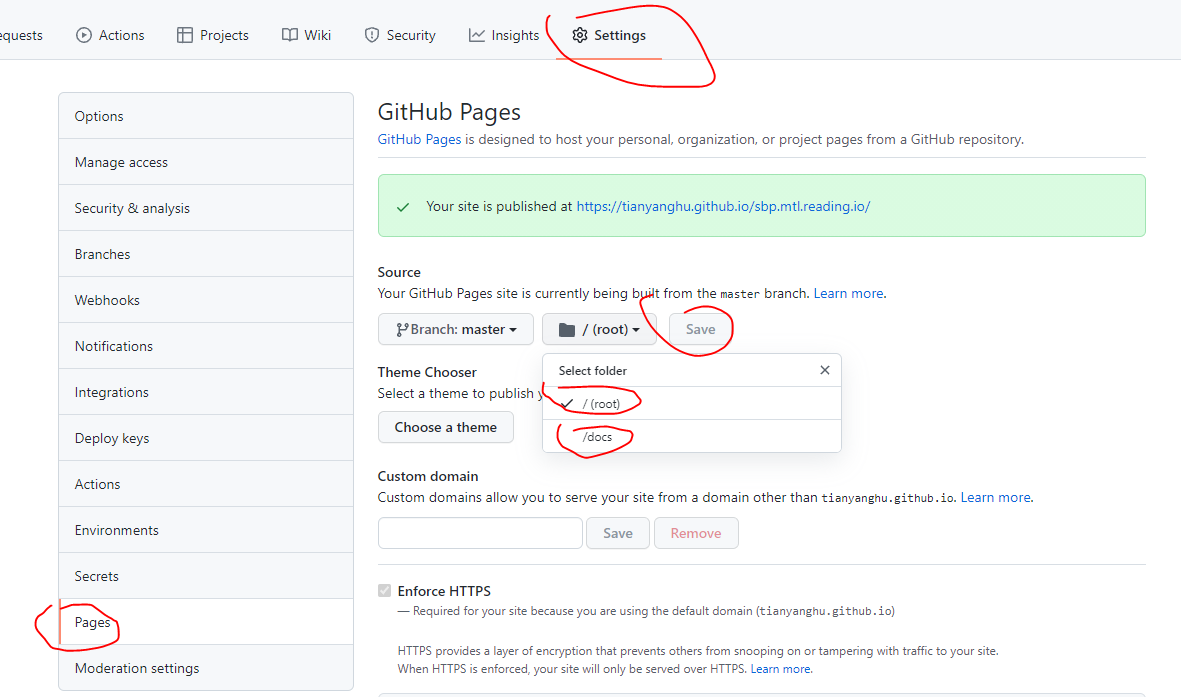 equests Actions Projects Wiki Security Insights Settings
Options
Manage access
Security & analysis
Branches
Webhooks
Notifications
Integrations
Deploy keys
Actions
Environments
Secrets
Pages
Moderation settings
GitHub Pages
GitHub Pages is designed to host your personal, organization, or project pages from a GitHub repository.
Your site is published at https://tianyanghu.github.io/sbp.mtl.reading.io/
Source
Your GitHub Pages site is currently being built from the master branch. Learn more.
Branch: master / (root) Save
Select folder
/ (root)
/docs
Theme Chooser
Select a theme to publish
Choose a theme
Custom domain
Custom domains allow you to serve your site from a domain other than tianyanghu.github.io. Learn more.
Save Remove
Enforce HTTPS
— Required for your site because you are using the default domain (tianyanghu.github.io)
HTTPS provides a layer of encryption that prevents others from snooping on or tampering with traffic to your site.
When HTTPS is enforced, your site will only be served over HTTPS. Learn more.